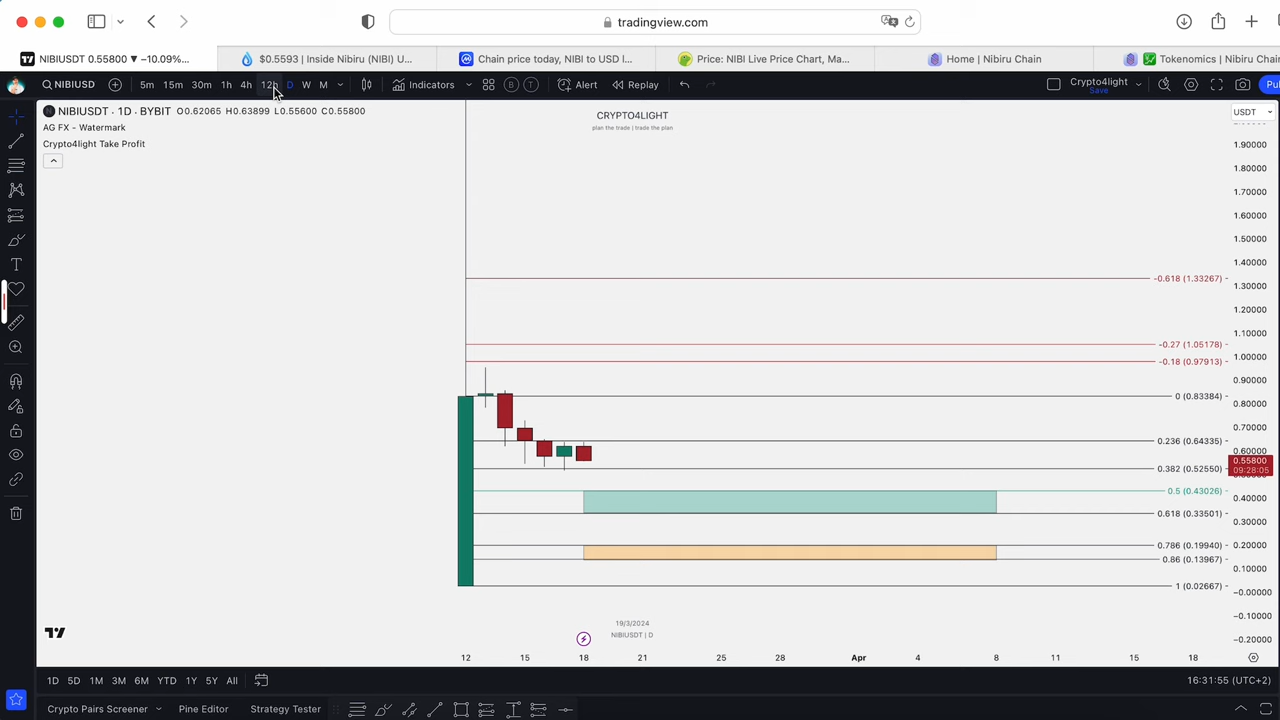 tradingview.com
NIBIUSDT 0.55800 ▼ −10.09%...
$0.5593 | Inside Nibiru (NIBI) U...
Chain price today, NIBI to USD l...
Price: NIBI Live Price Chart, Ma...
Home | Nibiru Chain
Tokenomics | Nibiru Chain
NIBIUSD
5m 15m 30m 1h 4h 12h D W M
Indicators
B T
Alert
Replay
Crypto4light
Save
Pu
NIBIUSDT · 1D · BYBIT O0.62065 H0.63899 L0.55600 C0.55800
AG FX - Watermark
Crypto4light Take Profit
CRYPTO4LIGHT
plan the trade | trade the plan
USDT
1.90000
1.80000
1.70000
1.60000
1.50000
1.40000
-0.618 (1.33267)
1.30000
1.20000
1.10000
-0.27 (1.05178)
1.00000
-0.18 (0.97913)
0.90000
0 (0.83384)
0.80000
0.70000
0.236 (0.64335)
0.60000
0.55800
09:28:05
0.382 (0.52550)
0.5 (0.43026)
0.40000
0.618 (0.33501)
0.30000
0.786 (0.19940)
0.20000
0.86 (0.13967)
0.10000
1 (0.02667)
−0.00000
−0.10000
−0.20000
19/3/2024
NIBIUSDT | D
12 15 18 21 25 28 Apr 4 8 11 15 18
1D 5D 1M 3M 6M YTD 1Y 5Y All
16:31:55 (UTC+2)
Crypto Pairs Screener
Pine Editor
Strategy Tester